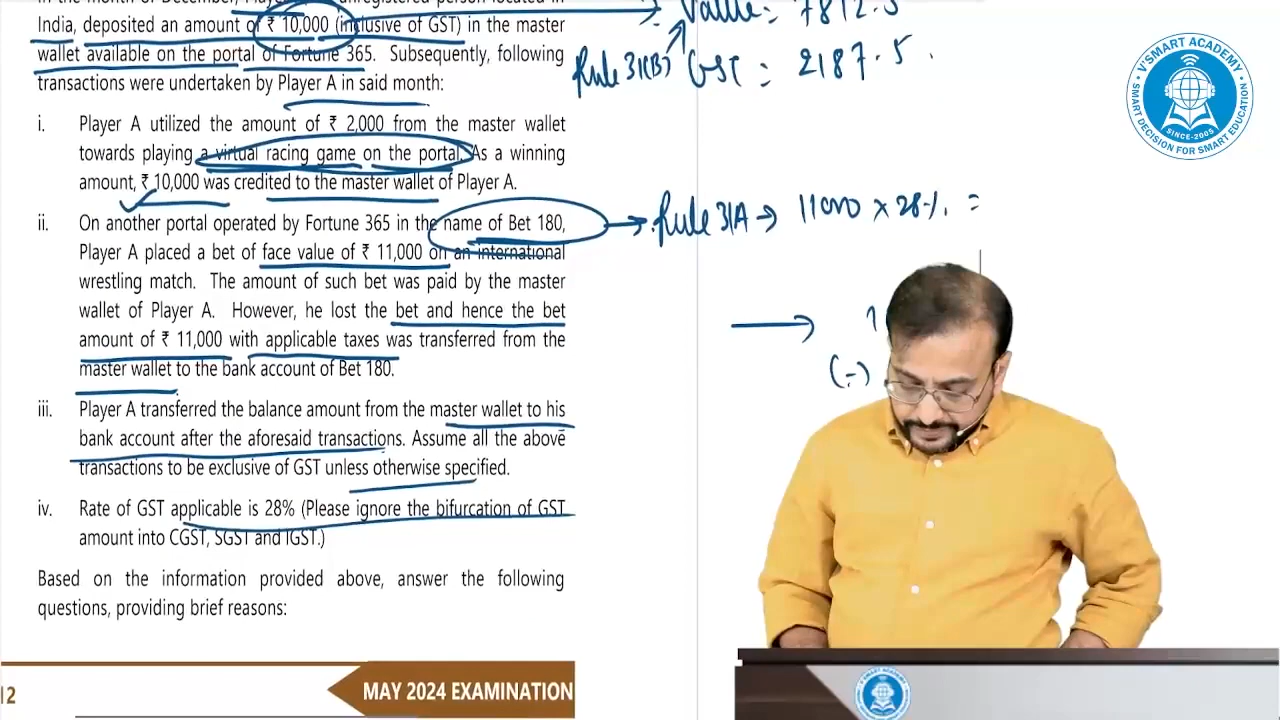 India, deposited an amount of ₹ 10,000 (inclusive of GST) in the master
wallet available on the portal of Fortune 365. Subsequently, following
transactions were undertaken by Player A in said month:
i. Player A utilized the amount of ₹ 2,000 from the master wallet
towards playing a virtual racing game on the portal. As a winning
amount, ₹ 10,000 was credited to the master wallet of Player A.
ii. On another portal operated by Fortune 365 in the name of Bet 180,
Player A placed a bet of face value of ₹ 11,000 on an international
wrestling match. The amount of such bet was paid by the master
wallet of Player A. However, he lost the bet and hence the bet
amount of ₹ 11,000 with applicable taxes was transferred from the
master wallet to the bank account of Bet 180.
iii. Player A transferred the balance amount from the master wallet to his
bank account after the aforesaid transactions. Assume all the above
transactions to be exclusive of GST unless otherwise specified.
iv. Rate of GST applicable is 28% (Please ignore the bifurcation of GST
amount into CGST, SGST and IGST.)
Based on the information provided above, answer the following
questions, providing brief reasons:
12
MAY 2024 EXAMINATION
Value = 7812.5
Rule 31(B) GST = 2187.5
Rule 31A → 11000 x 28% =
(-)
V'SMART ACADEMY
SINCE-2005
SMART DECISION FOR SMART EDUCATION